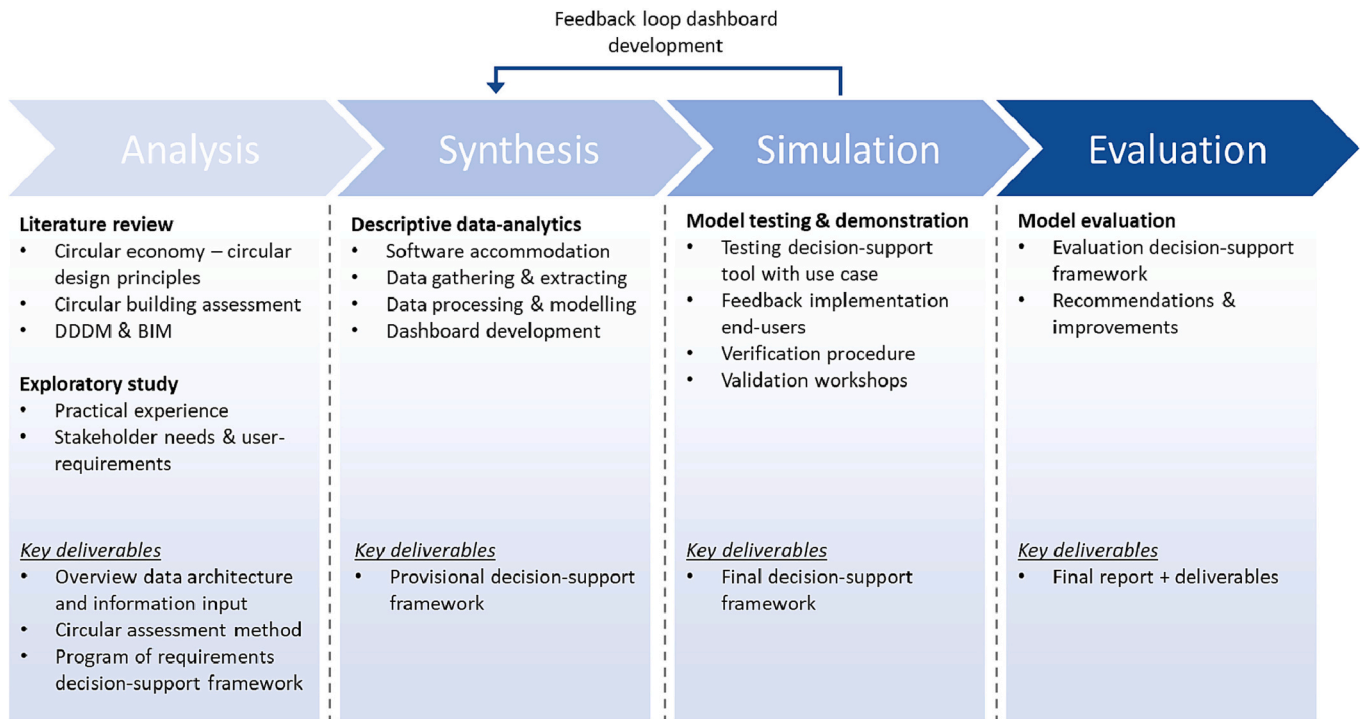 Feedback loop dashboard
development
Analysis
Synthesis
Simulation
Evaluation
Literature review
• Circular economy – circular
design principles
• Circular building assessment
• DDDM & BIM
Exploratory study
• Practical experience
• Stakeholder needs & user-
requirements
Key deliverables
• Overview data architecture
and information input
• Circular assessment method
• Program of requirements
decision-support framework
Descriptive data-analytics
• Software accommodation
• Data gathering & extracting
• Data processing & modelling
• Dashboard development
Key deliverables
• Provisional decision-support
framework
Model testing & demonstration
• Testing decision-support
tool with use case
• Feedback implementation
end-users
• Verification procedure
• Validation workshops
Key deliverables
• Final decision-support
framework
Model evaluation
• Evaluation decision-support
framework
• Recommendations &
improvements
Key deliverables
• Final report + deliverables